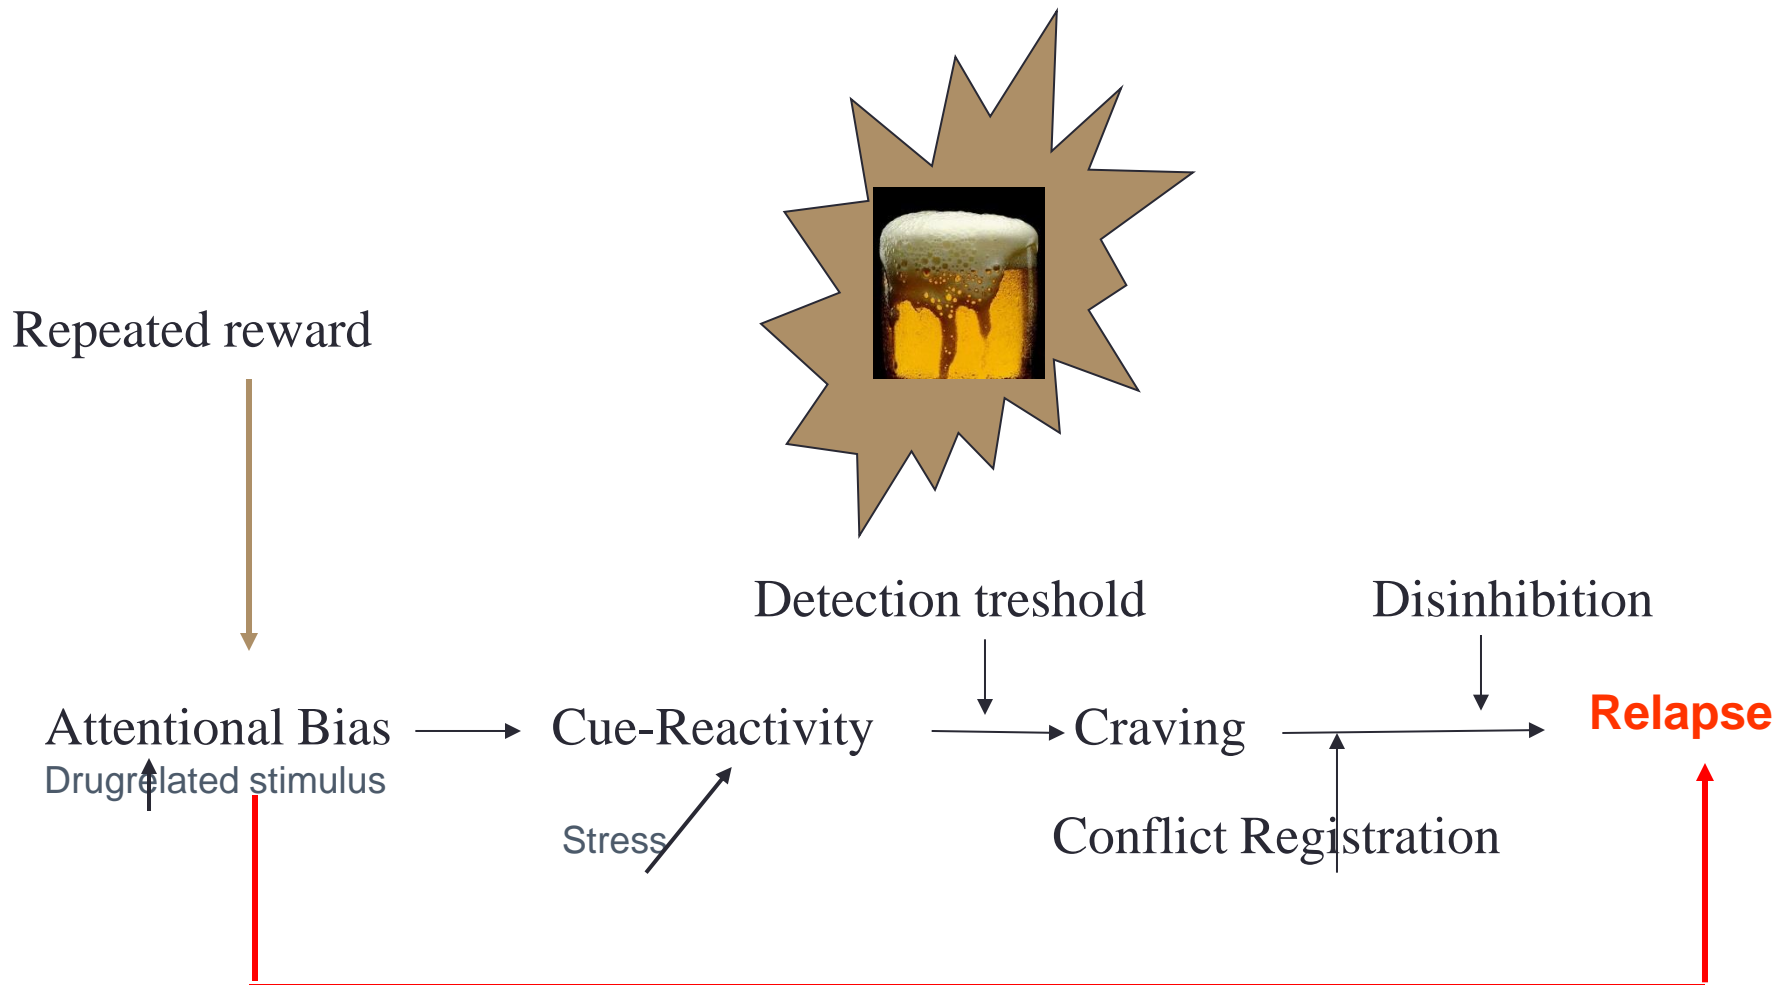 Repeated reward
Detection treshold
Disinhibition
Attentional Bias
Cue-Reactivity
Craving
Relapse
Drugrelated stimulus
Stress
Conflict Registration